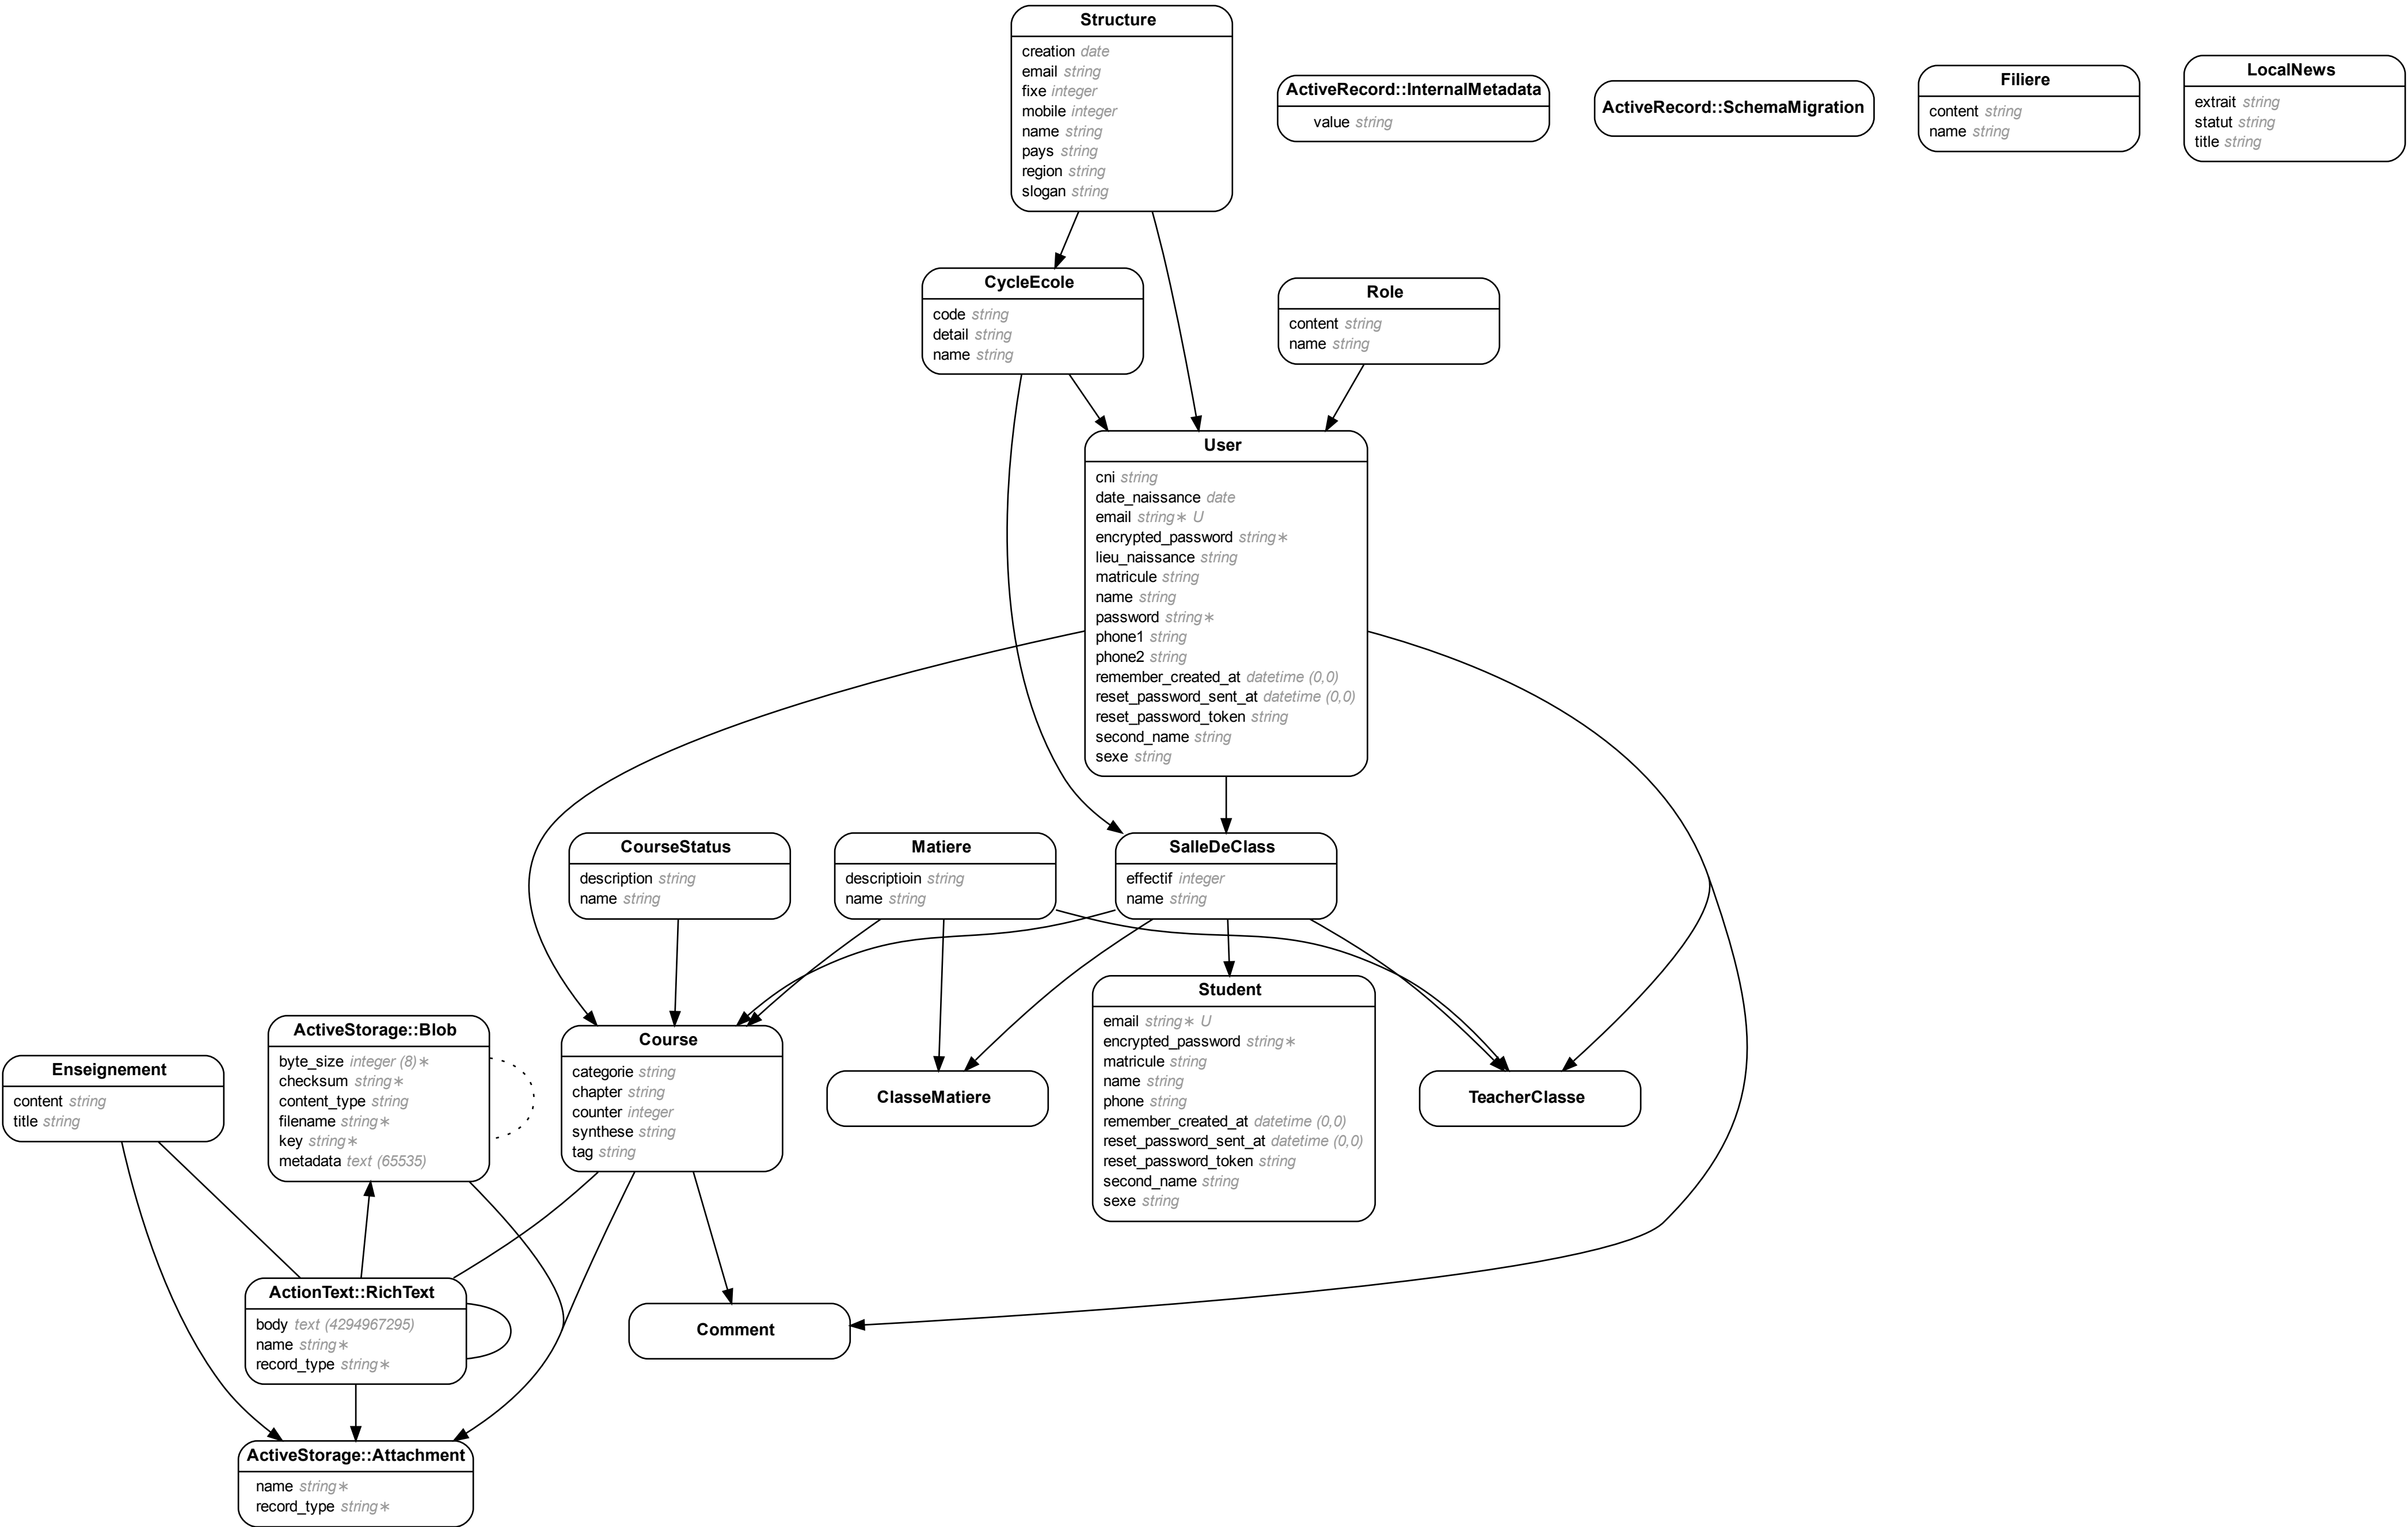 Structure
creation date
email string
fixe integer
mobile integer
name string
pays string
region string
slogan string
ActiveRecord::InternalMetadata
value string
ActiveRecord::SchemaMigration
Filiere
content string
name string
LocalNews
extrait string
statut string
title string
CycleEcole
code string
detail string
name string
Role
content string
name string
User
cni string
date_naissance date
email string∗ U
encrypted_password string∗
lieu_naissance string
matricule string
name string
password string∗
phone1 string
phone2 string
remember_created_at datetime (0,0)
reset_password_sent_at datetime (0,0)
reset_password_token string
second_name string
sexe string
CourseStatus
description string
name string
Matiere
descriptioin string
name string
SalleDeClass
effectif integer
name string
Enseignement
content string
title string
ActiveStorage::Blob
byte_size integer (8)∗
checksum string∗
content_type string
filename string∗
key string∗
metadata text (65535)
Course
categorie string
chapter string
counter integer
synthese string
tag string
ClasseMatiere
Student
email string∗ U
encrypted_password string∗
matricule string
name string
phone string
remember_created_at datetime (0,0)
reset_password_sent_at datetime (0,0)
reset_password_token string
second_name string
sexe string
TeacherClasse
ActionText::RichText
body text (4294967295)
name string∗
record_type string∗
Comment
ActiveStorage::Attachment
name string∗
record_type string∗